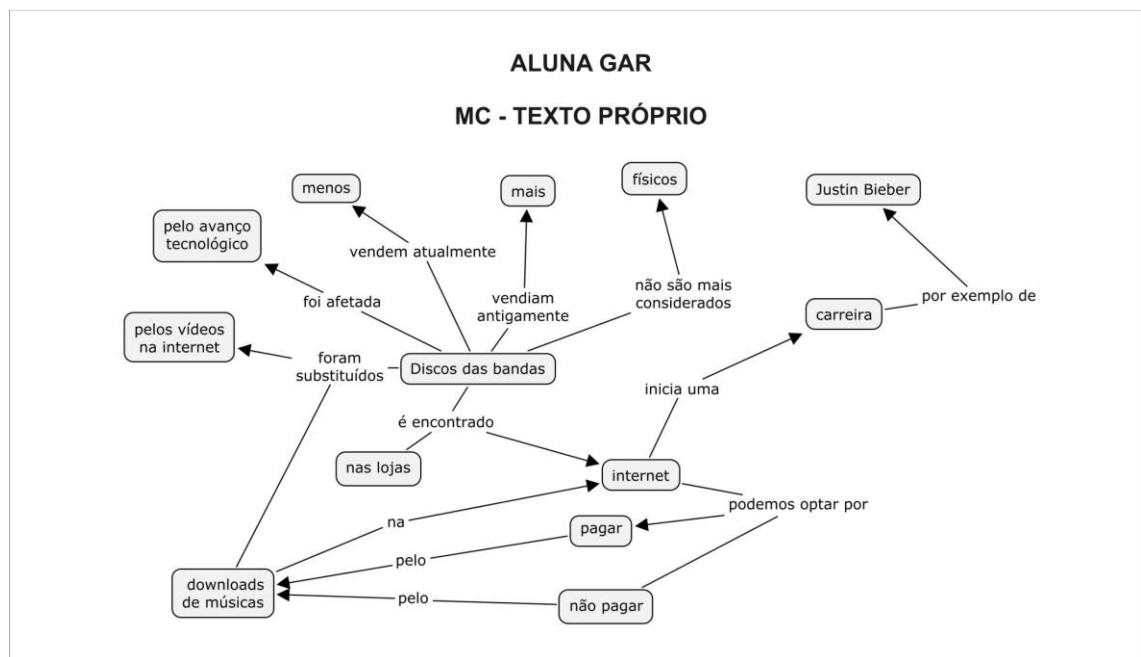 ALUNA GAR
MC - TEXTO PRÓPRIO
menos
mais
físicos
Justin Bieber
pelo avanço
tecnológico
vendem atualmente
não são mais
considerados
foi afetada
vendiam
antigamente
por exemplo de
carreira
pelos vídeos
na internet
foram
substituídos
Discos das bandas
inicia uma
é encontrado
nas lojas
internet
na
podemos optar por
pagar
pelo
downloads
de músicas
pelo
não pagar